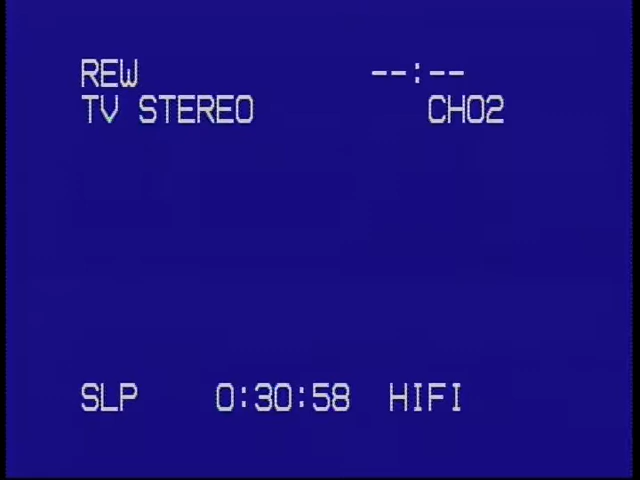 REW --:--
TV STEREO CH02
SLP 0:30:58 HIFI